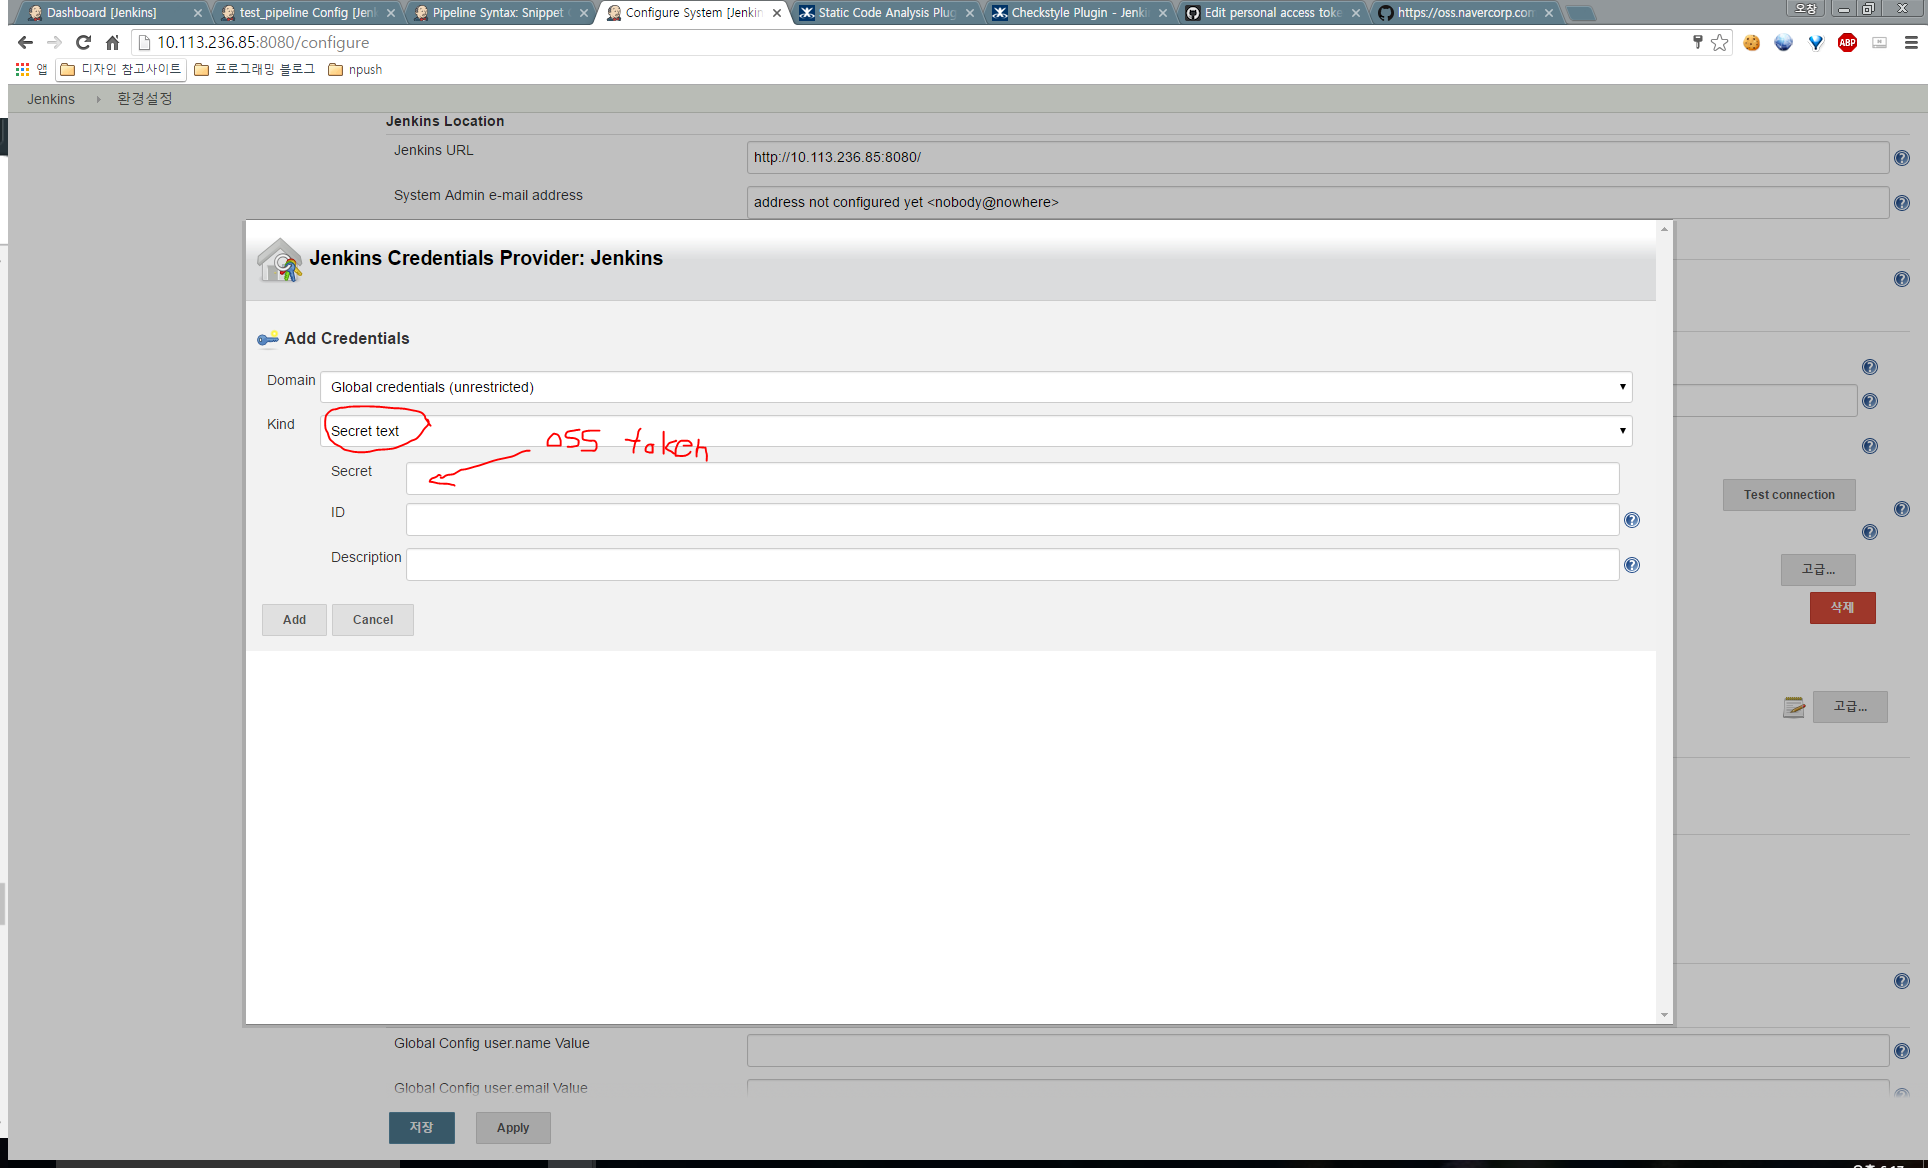 Dashboard [Jenkins]
test_pipeline Config [Jenk
Pipeline Syntax: Snippet
Configure System [Jenkin
Static Code Analysis Plug
Checkstyle Plugin - Jenki
Edit personal access toke
https://oss.navercorp.com
오창
10.113.236.85:8080/configure
ABP
앱
디자인 참고사이트
프로그래밍 블로그
npush
Jenkins
환경설정
Jenkins Location
Jenkins URL
http://10.113.236.85:8080/
System Admin e-mail address
address not configured yet <nobody@nowhere>
Jenkins Credentials Provider: Jenkins
Add Credentials
Domain
Global credentials (unrestricted)
Kind
Secret text
oss token
Secret
ID
Description
Test connection
고급...
삭제
Add
Cancel
고급...
Global Config user.name Value
Global Config user.email Value
저장
Apply